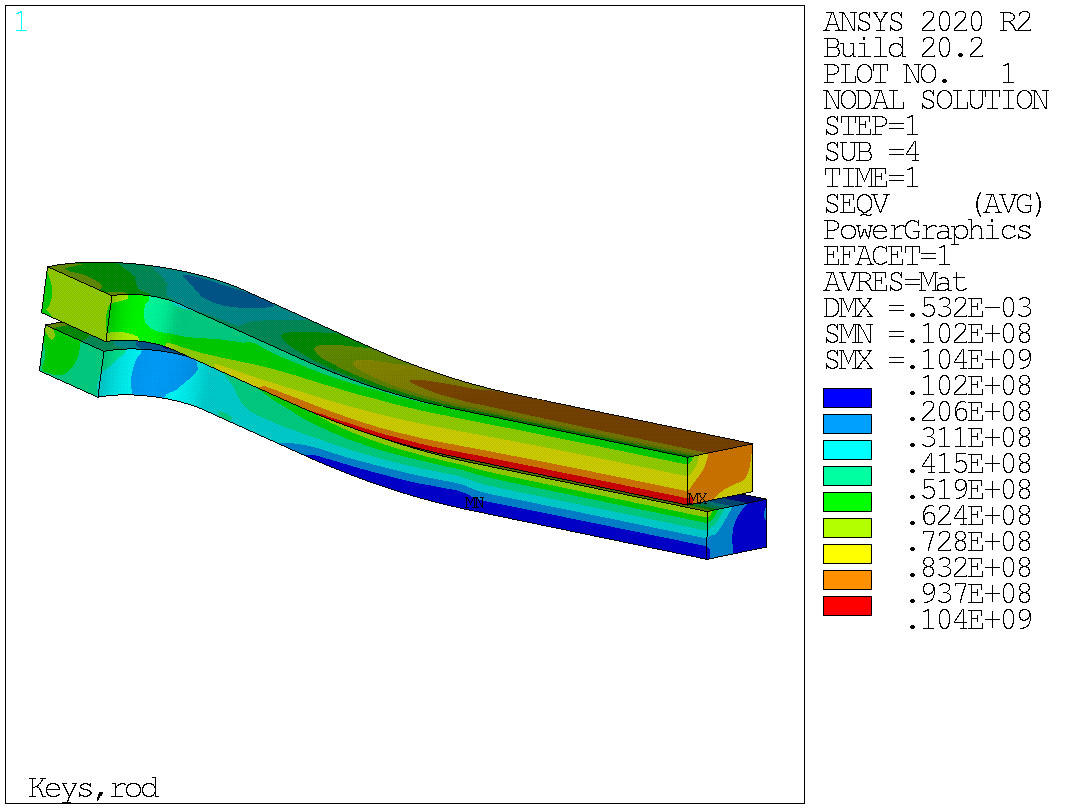 1
ANSYS 2020 R2
Build 20.2
PLOT NO.   1
NODAL SOLUTION
STEP=1
SUB =4
TIME=1
SEQV     (AVG)
PowerGraphics
EFACET=1
AVRES=Mat
DMX =.532E-03
SMN =.102E+08
SMX =.104E+09
.102E+08
.206E+08
.311E+08
.415E+08
.519E+08
.624E+08
.728E+08
.832E+08
.937E+08
.104E+09
MX
MN
Keys,rod